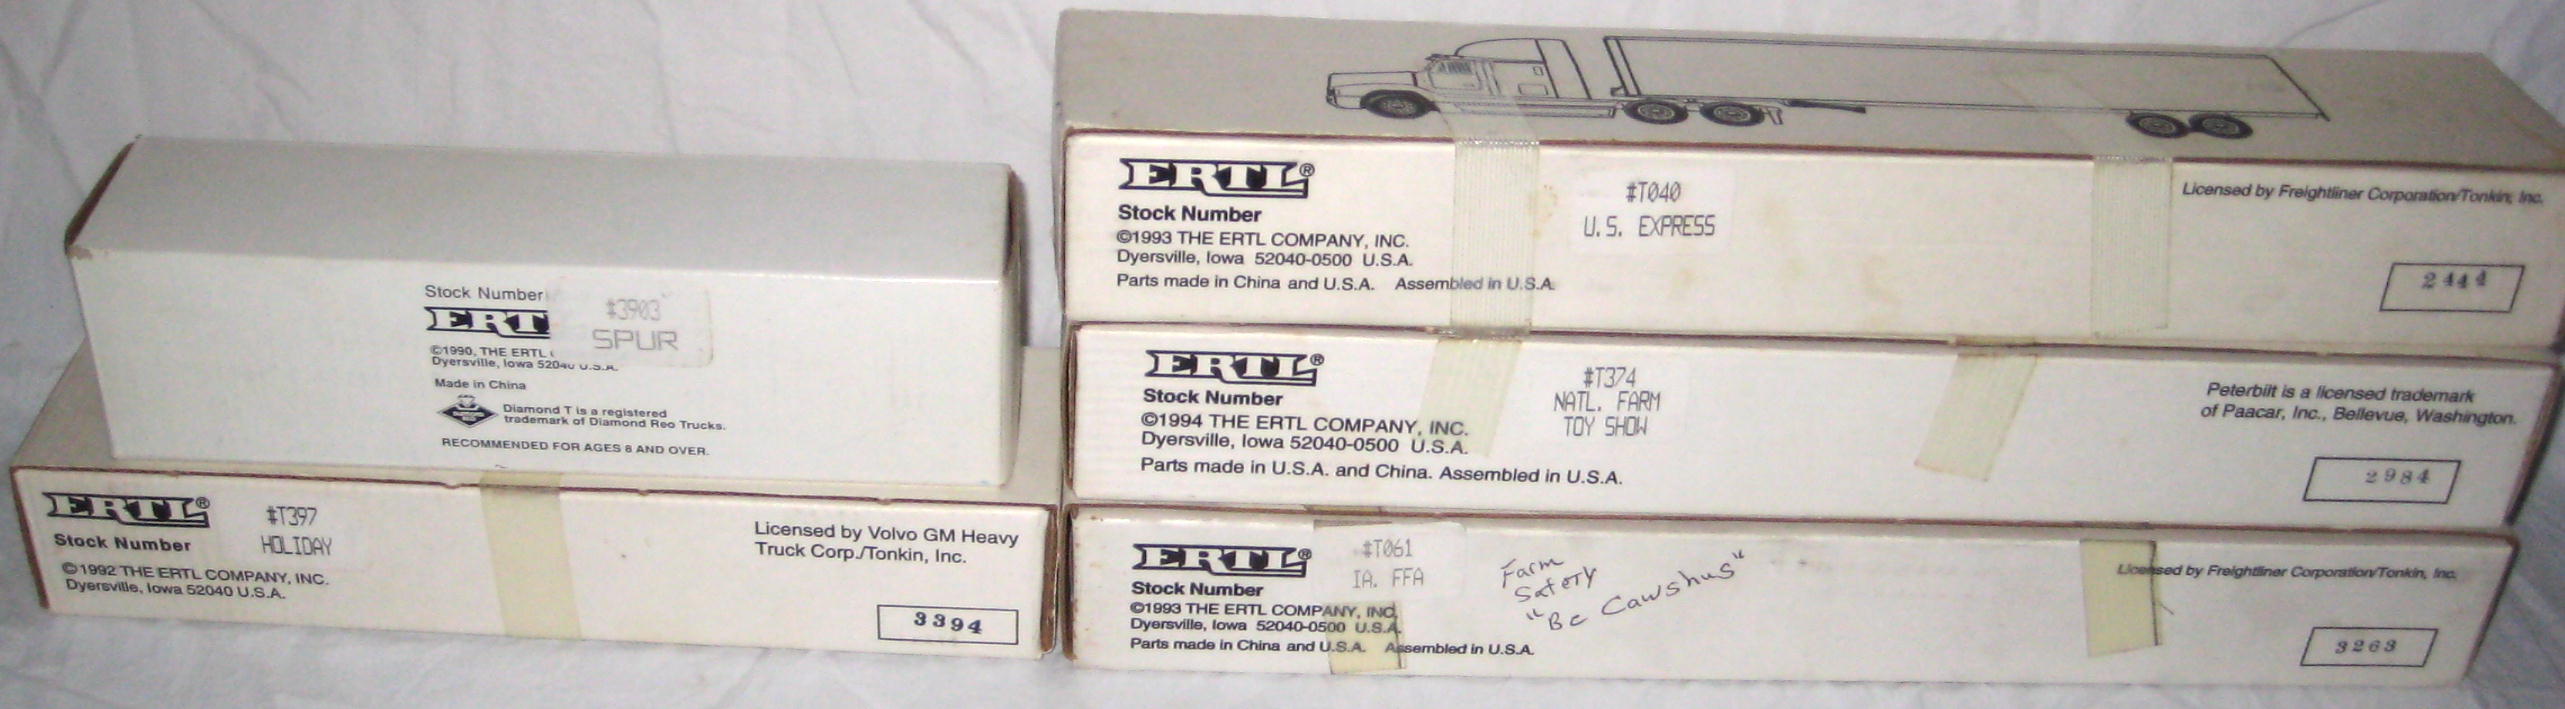 Stock Number
#3903
ERT
SPUR
©1990, THE ERTL
Dyersville, Iowa 52040 U.S.A.
Made in China
Diamond T is a registered
trademark of Diamond Reo Trucks.
RECOMMENDED FOR AGES 8 AND OVER.
ERTL®
Stock Number
#T397
HOLIDAY
©1992 THE ERTL COMPANY, INC.
Dyersville, Iowa 52040 U.S.A.
Licensed by Volvo GM Heavy
Truck Corp./Tonkin, Inc.
3394
ERTL®
Stock Number
©1993 THE ERTL COMPANY, INC.
Dyersville, Iowa 52040-0500 U.S.A.
Parts made in China and U.S.A. Assembled in U.S.A.
#T040
U.S. EXPRESS
Licensed by Freightliner Corporation/Tonkin, Inc.
2444
ERTL®
Stock Number
©1994 THE ERTL COMPANY, INC.
Dyersville, Iowa 52040-0500 U.S.A.
Parts made in U.S.A. and China. Assembled in U.S.A.
#T374
NATL. FARM
TOY SHOW
Peterbilt is a licensed trademark
of Paacar, Inc., Bellevue, Washington.
2984
ERTL®
Stock Number
©1993 THE ERTL COMPANY, INC.
Dyersville, Iowa 52040-0500 U.S.A.
Parts made in China and U.S.A. Assembled in U.S.A.
#T061
IA. FFA
Farm
Safety
"Be Cawshus"
Licensed by Freightliner Corporation/Tonkin, Inc.
3263